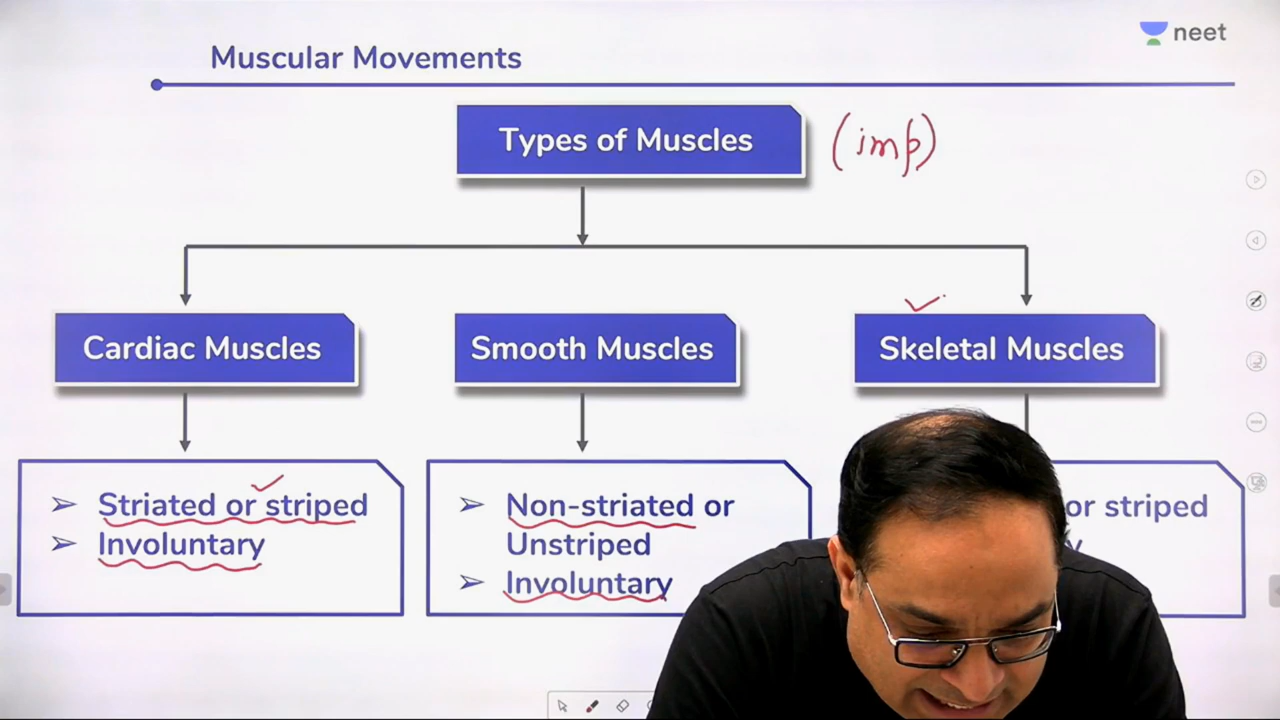 neet
Muscular Movements
Types of Muscles (imp)
Cardiac Muscles
Smooth Muscles
Skeletal Muscles
➢ Striated or striped
➢ Involuntary
➢ Non-striated or
Unstriped
➢ Involuntary
or striped